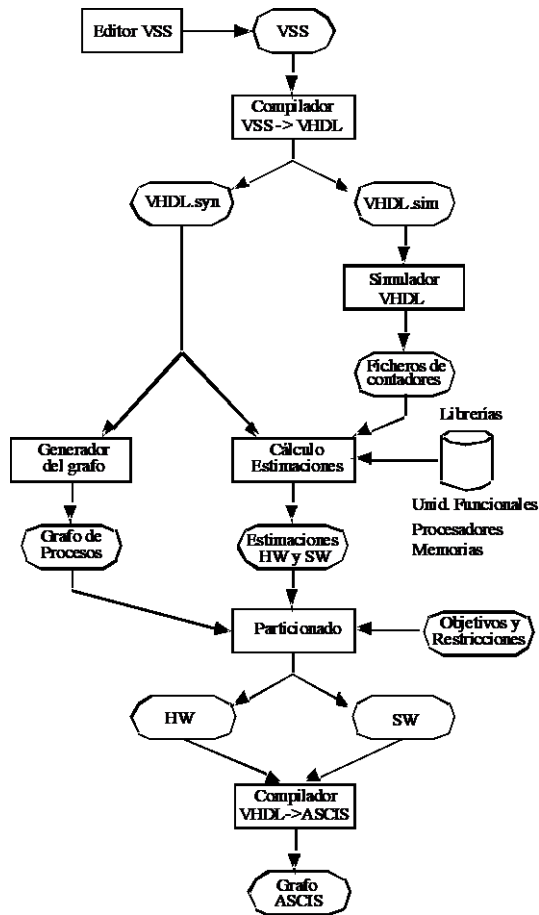 Editor VSS
VSS
Compilador
VSS -> VHDL
VHDL.syn
VHDL.sim
Simulador
VHDL
Ficheros de
contadores
Librerías
Generador
del grafo
Cálculo
Estimaciones
Unid. Funcionales
Procesadores
Memorias
Grafo de
Procesos
Estimaciones
HW y SW
Particionado
Objetivos y
Restricciones
HW
SW
Compilador
VHDL->ASCIS
Grafo
ASCIS